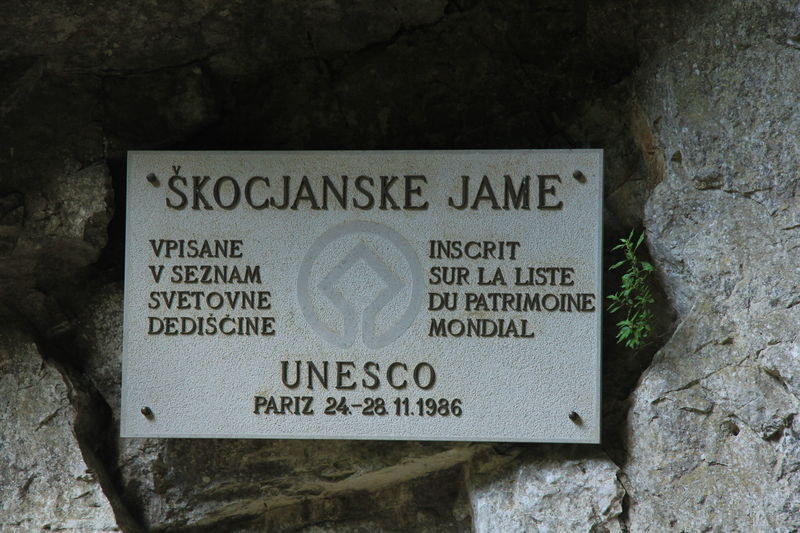 ŠKOCJANSKE JAME
VPISANE
V SEZNAM
SVETOVNE
DEDIŠČINE
INSCRIT
SUR LA LISTE
DU PATRIMOINE
MONDIAL
UNESCO
PARIZ 24.-28.11.1986